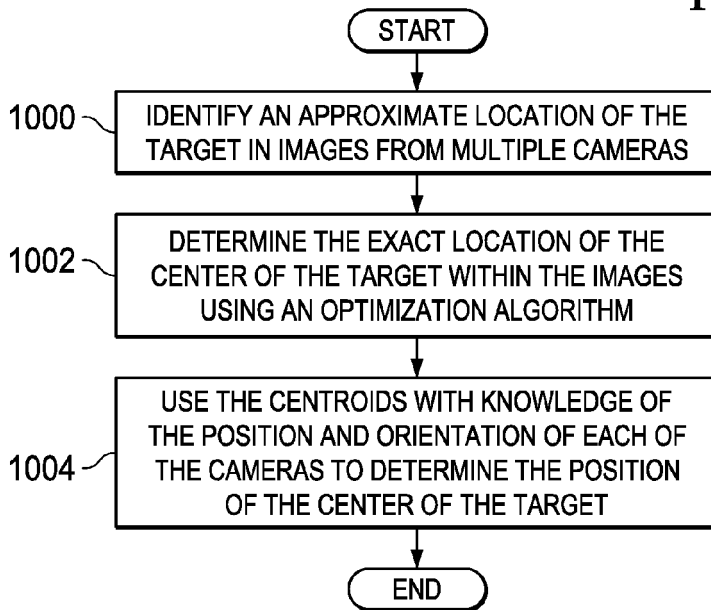 START
1000
IDENTIFY AN APPROXIMATE LOCATION OF THE
TARGET IN IMAGES FROM MULTIPLE CAMERAS
1002
DETERMINE THE EXACT LOCATION OF THE
CENTER OF THE TARGET WITHIN THE IMAGES
USING AN OPTIMIZATION ALGORITHM
1004
USE THE CENTROIDS WITH KNOWLEDGE OF
THE POSITION AND ORIENTATION OF EACH OF
THE CAMERAS TO DETERMINE THE POSITION
OF THE CENTER OF THE TARGET
END